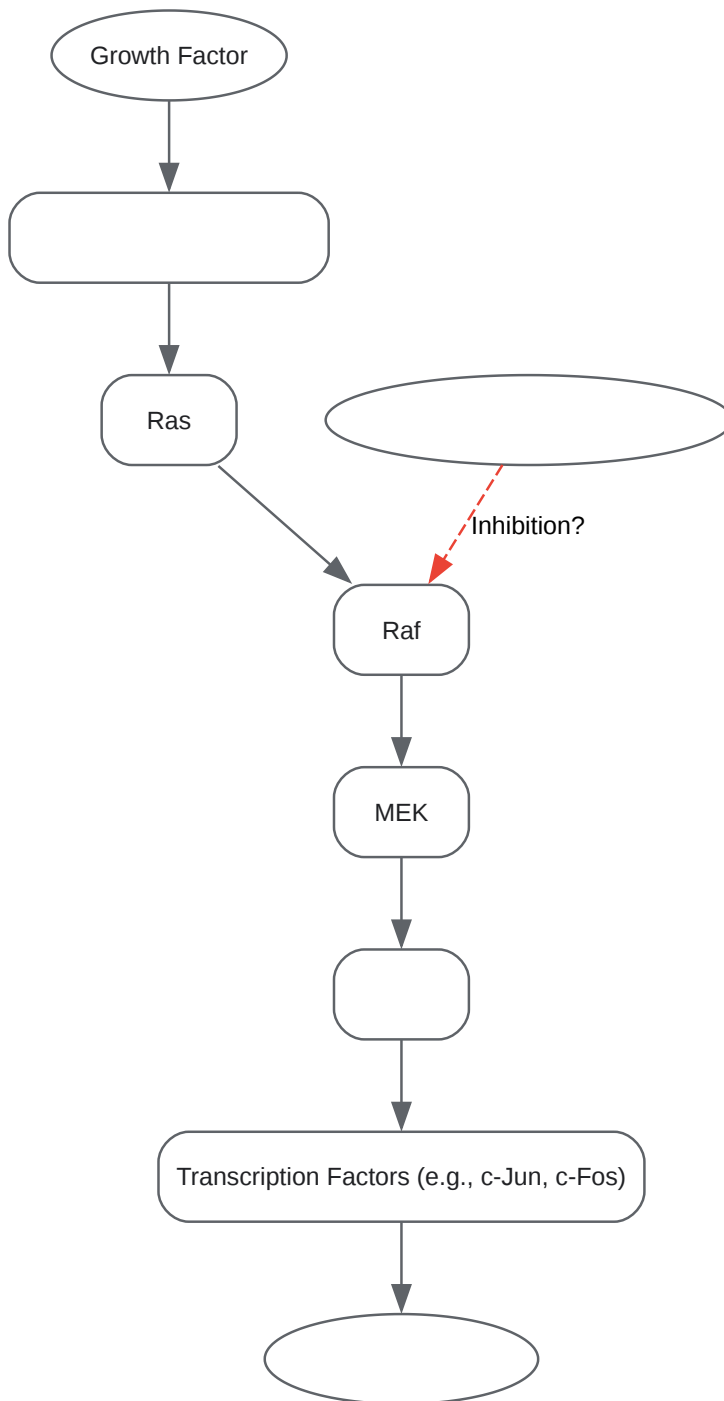 Growth Factor
Ras
Inhibition?
Raf
MEK
Transcription Factors (e.g., c-Jun, c-Fos)